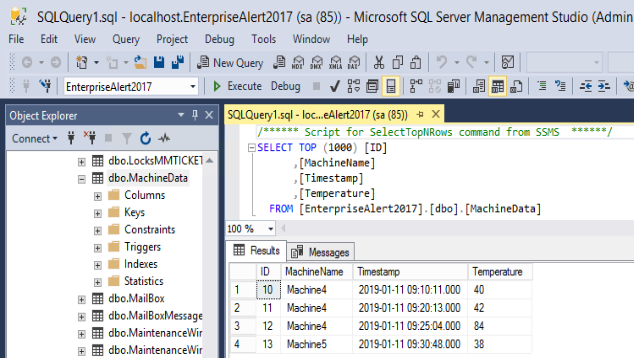 SQLQuery1.sql - localhost.EnterpriseAlert2017 (sa (85)) - Microsoft SQL Server Management Studio (Admin
File Edit View Query Project Debug Tools Window Help
New Query MDX DMX XMLA DAX
EnterpriseAlert2017 Execute Debug
Object Explorer
Connect
dbo.LocksMMTICKET
dbo.MachineData
Columns
Keys
Constraints
Triggers
Indexes
Statistics
dbo.MailBox
dbo.MailBoxMessage
dbo.MaintenanceWin
dbo.MaintenanceWin
SQLQuery1.sql - loc...eAlert2017 (sa (85))
/****** Script for SelectTopNRows command from SSMS ******/
SELECT TOP (1000) [ID]
,[MachineName]
,[Timestamp]
,[Temperature]
FROM [EnterpriseAlert2017].[dbo].[MachineData]
100 %
Results Messages
ID MachineName Timestamp Temperature
1 10 Machine4 2019-01-11 09:10:11.000 40
2 11 Machine4 2019-01-11 09:20:13.000 42
3 12 Machine4 2019-01-11 09:25:04.000 84
4 13 Machine5 2019-01-11 09:30:48.000 38